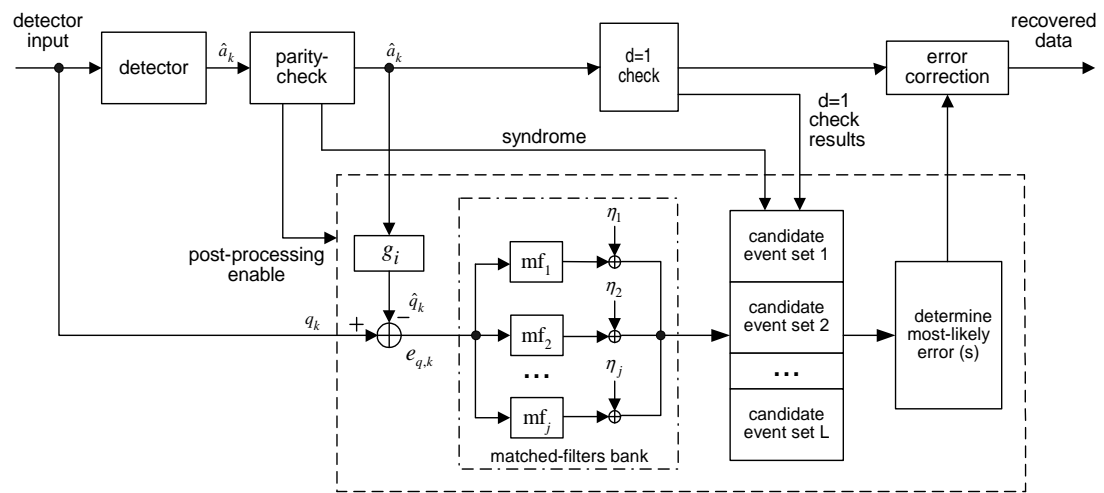 detector
input
detector
â_k
parity-
check
â_k
d=1
check
error
correction
recovered
data
d=1
check
results
syndrome
post-processing
enable
g_i
q̂_k
q_k
+
−
e_{q,k}
mf_1
η_1
mf_2
η_2
...
mf_j
η_j
matched-filters bank
candidate
event set 1
candidate
event set 2
...
candidate
event set L
determine
most-likely
error (s)